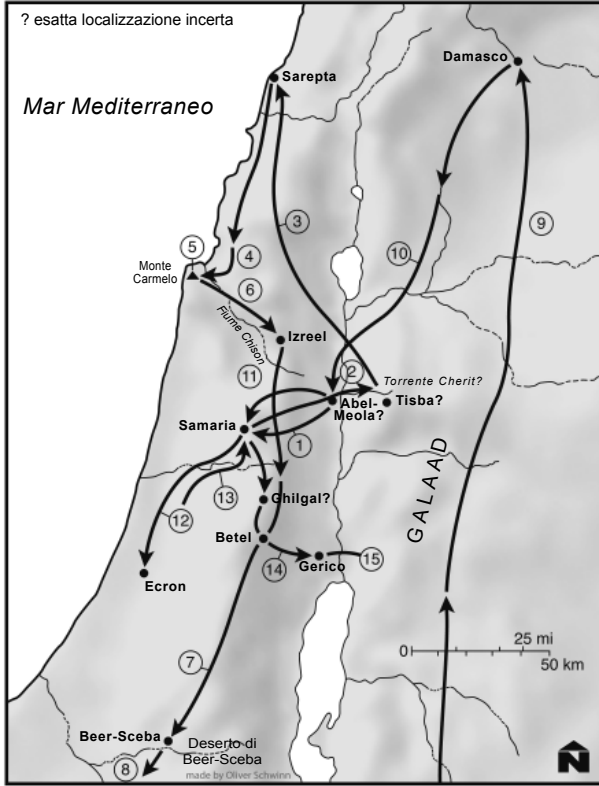 ? esatta localizzazione incerta
Damasco
Sarepta
Mar Mediterraneo
3
9
5
4
10
Monte
Carmelo
6
Fiume Chison
Izreel
11
2
Torrente Cherit?
Abel-
Meola?
Tisba?
Samaria
1
GALAAD
13
Ghilgal?
12
Betel
14
Gerico
15
Ecron
25 mi
0
50 km
7
Beer-Sceba
Deserto di
Beer-Sceba
8
made by Oliver Schwinn
N